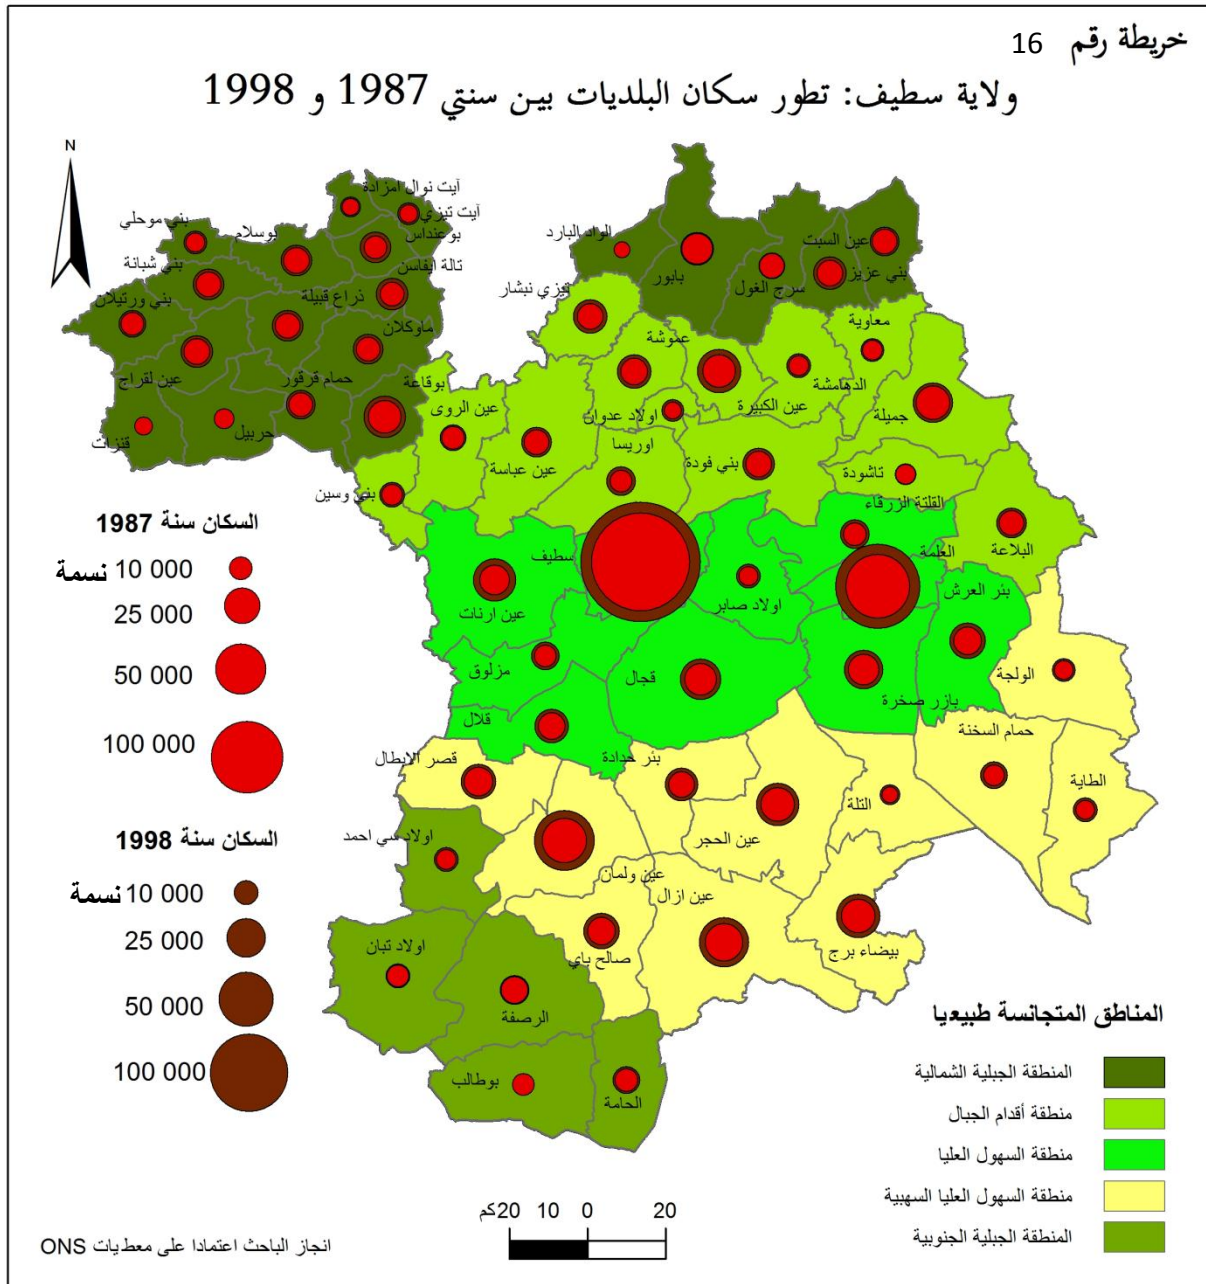 خريطة رقم 16
ولاية سطيف: تطور سكان البلديات بين سنتي 1987 و 1998
N
آيت نوال امزادة
آيت تيزي
بني موحلي
بوسلام
بوعنداس
بني شبانة
تالة ايفاسن
بني ورتيلان
ذراع قبيلة
ماوكلان
عين لقراج
حمام قرقور
بوقاعة
قنزات
حربيل
الواد البارد
بابور
سرج الغول
عين السبت
بني عزيز
تيزي نبشار
عموشة
معاوية
الدهامشة
عين الكبيرة
جميلة
اولاد عدوان
عين الروى
عين عباسة
اوريسا
بني فودة
تاشودة
بني وسين
القلتة الزرقاء
البلاعة
سطيف
العلمة
عين ارنات
اولاد صابر
بئر العرش
مزلوق
قجال
بازر صخرة
الولجة
قلال
حمام السخنة
قصر الابطال
بئر حدادة
الطاية
التلة
عين الحجر
اولاد سي احمد
عين ولمان
عين ازال
صالح باي
بيضاء برج
اولاد تبان
الرصفة
بوطالب
الحامة
السكان سنة 1987
10 000 نسمة
25 000
50 000
100 000
السكان سنة 1998
10 000 نسمة
25 000
50 000
100 000
المناطق المتجانسة طبيعيا
المنطقة الجبلية الشمالية
منطقة أقدام الجبال
منطقة السهول العليا
منطقة السهول العليا السهبية
المنطقة الجبلية الجنوبية
20 10 0 20كم
انجاز الباحث اعتمادا على معطيات ONS